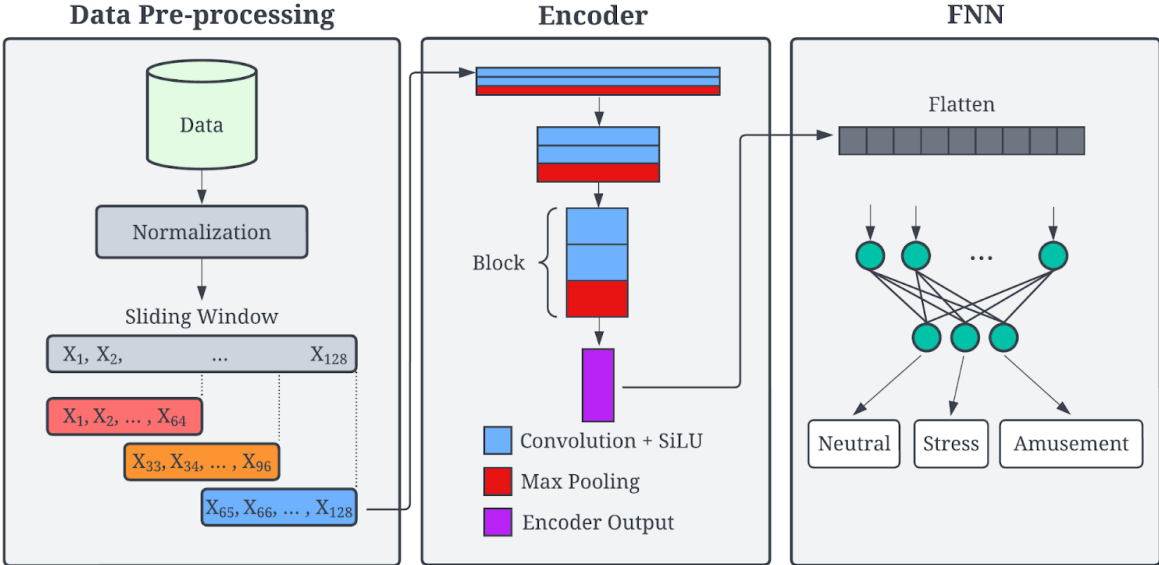 Data Pre-processing
Data
Normalization
Sliding Window
X₁, X₂, ... X₁₂₈
X₁, X₂, ... , X₆₄
X₃₃, X₃₄, ... , X₉₆
X₆₅, X₆₆, ... , X₁₂₈
Encoder
Block
Convolution + SiLU
Max Pooling
Encoder Output
FNN
Flatten
...
Neutral Stress Amusement